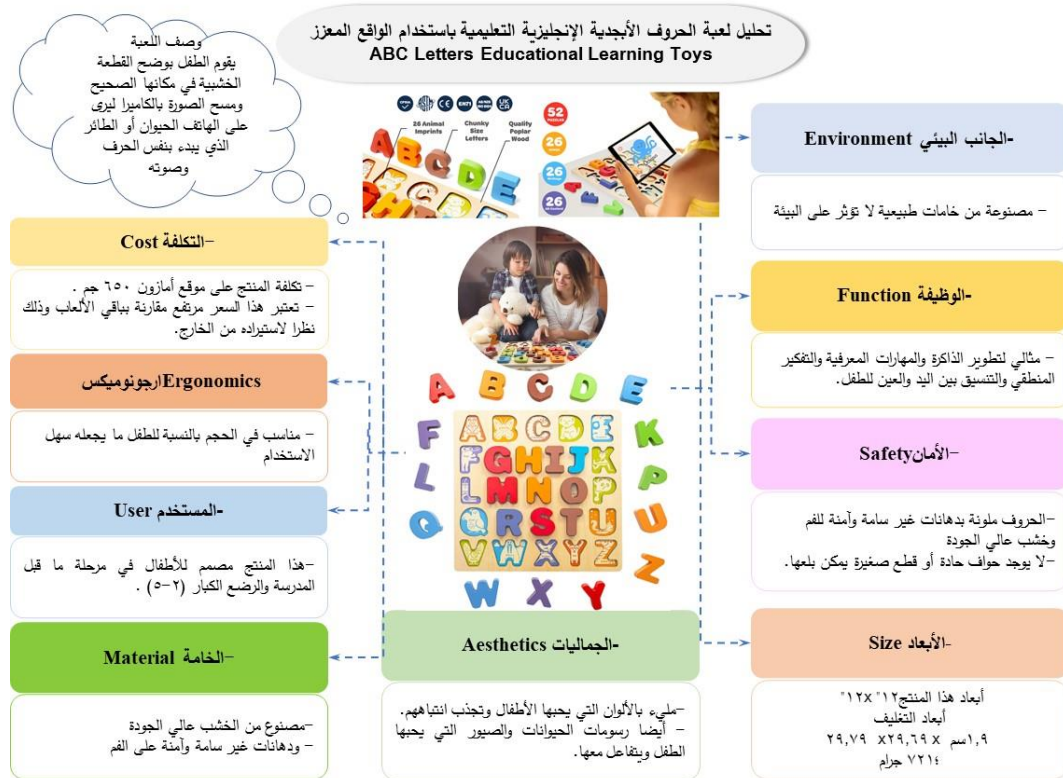 تحليل لعبة الحروف الأبجدية الإنجليزية التعليمية باستخدام الواقع المعزز
ABC Letters Educational Learning Toys
وصف اللعبة
يقوم الطفل بوضع القطعة
الخشبية في مكانها الصحيح
ومسح الصورة بالكاميرا ليرى
على الهاتف الحيوان أو الطائر
الذي يبدء بنفس الحرف
وصوته
26 Animal Imprints
Chunky Size Letters
Quality Poplar Wood
A B C D E
52
26
26
26
-الجانب البيئي Environment
- مصنوعة من خامات طبيعية لا تؤثر على البيئة
-التكلفة Cost
- تكلفة المنتج على موقع أمازون ٦٥٠ جم .
- تعتبر هذا السعر مرتفع مقارنة بباقي الألعاب وذلك
نظرا لاستيراده من الخارج.
-الوظيفة Function
- مثالي لتطوير الذاكرة والمهارات المعرفية والتفكير
المنطقي والتنسيق بين اليد والعين للطفل.
ارجونوميكسErgonomics
- مناسب في الحجم بالنسبة للطفل ما يجعله سهل
الاستخدام
-الأمانSafety
-الحروف ملونة بدهانات غير سامة وآمنة للفم
وخشب عالي الجودة
-لا يوجد حواف حادة أو قطع صغيرة يمكن بلعها.
-المستخدم User
-هذا المنتج مصمم للأطفال في مرحلة ما قبل
المدرسة والرضع الكبار (٢-٥) .
A B C D E
F K
L P
Q U
Z
W X Y
A B C D E
F G H I J K
L M N O P
Q R S T U
V W X Y Z
-الخامة Material
-مصنوع من الخشب عالي الجودة
- ودهانات غير سامة وآمنة على الفم
-الجماليات Aesthetics
-مليء بالألوان التي يحبها الأطفال وتجذب انتباههم.
- أيضا رسومات الحيوانات والصيور التي يحبها
الطفل ويتفاعل معها.
-الأبعاد Size
أبعاد هذا المنتج١٢" x١٢"
أبعاد التغليف
١,٩سم x ٢٩,٦٩x ٢٩,٧٩
٧٢١٤ جرام